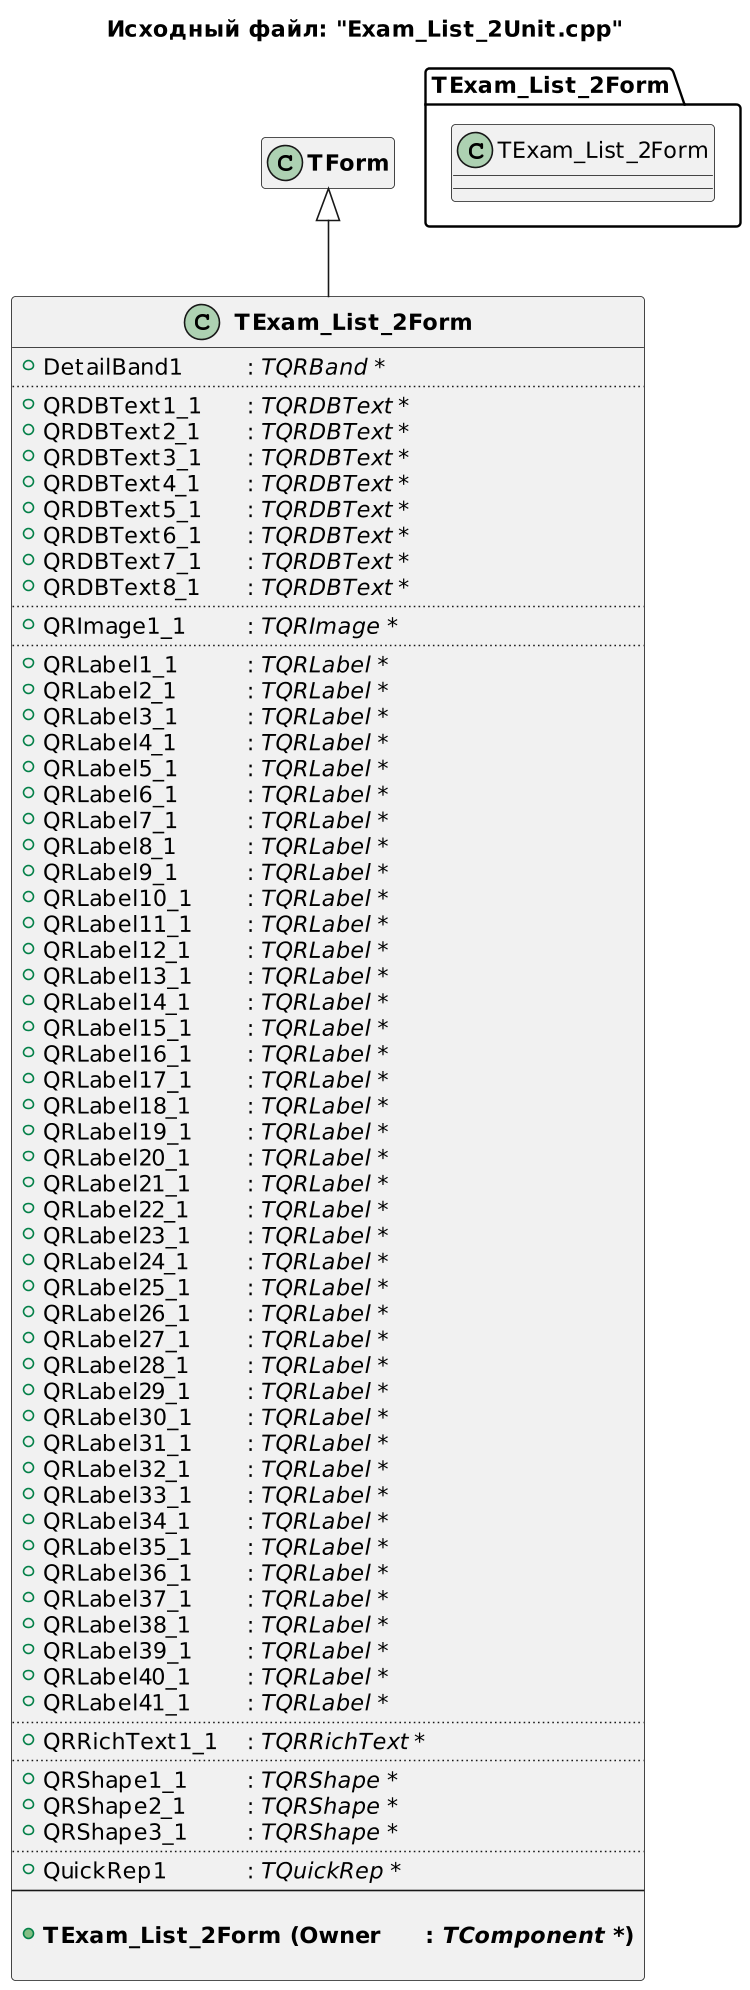 Исходный файл: "Exam_List_2Unit.cpp"
TExam_List_2Form
C TExam_List_2Form
C TForm
C TExam_List_2Form
DetailBand1 : TQRBand *
QRDBText1_1 : TQRDBText *
QRDBText2_1 : TQRDBText *
QRDBText3_1 : TQRDBText *
QRDBText4_1 : TQRDBText *
QRDBText5_1 : TQRDBText *
QRDBText6_1 : TQRDBText *
QRDBText7_1 : TQRDBText *
QRDBText8_1 : TQRDBText *
QRImage1_1 : TQRImage *
QRLabel1_1 : TQRLabel *
QRLabel2_1 : TQRLabel *
QRLabel3_1 : TQRLabel *
QRLabel4_1 : TQRLabel *
QRLabel5_1 : TQRLabel *
QRLabel6_1 : TQRLabel *
QRLabel7_1 : TQRLabel *
QRLabel8_1 : TQRLabel *
QRLabel9_1 : TQRLabel *
QRLabel10_1 : TQRLabel *
QRLabel11_1 : TQRLabel *
QRLabel12_1 : TQRLabel *
QRLabel13_1 : TQRLabel *
QRLabel14_1 : TQRLabel *
QRLabel15_1 : TQRLabel *
QRLabel16_1 : TQRLabel *
QRLabel17_1 : TQRLabel *
QRLabel18_1 : TQRLabel *
QRLabel19_1 : TQRLabel *
QRLabel20_1 : TQRLabel *
QRLabel21_1 : TQRLabel *
QRLabel22_1 : TQRLabel *
QRLabel23_1 : TQRLabel *
QRLabel24_1 : TQRLabel *
QRLabel25_1 : TQRLabel *
QRLabel26_1 : TQRLabel *
QRLabel27_1 : TQRLabel *
QRLabel28_1 : TQRLabel *
QRLabel29_1 : TQRLabel *
QRLabel30_1 : TQRLabel *
QRLabel31_1 : TQRLabel *
QRLabel32_1 : TQRLabel *
QRLabel33_1 : TQRLabel *
QRLabel34_1 : TQRLabel *
QRLabel35_1 : TQRLabel *
QRLabel36_1 : TQRLabel *
QRLabel37_1 : TQRLabel *
QRLabel38_1 : TQRLabel *
QRLabel39_1 : TQRLabel *
QRLabel40_1 : TQRLabel *
QRLabel41_1 : TQRLabel *
QRRichText1_1 : TQRRichText *
QRShape1_1 : TQRShape *
QRShape2_1 : TQRShape *
QRShape3_1 : TQRShape *
QuickRep1 : TQuickRep *
TExam_List_2Form (Owner : TComponent *)